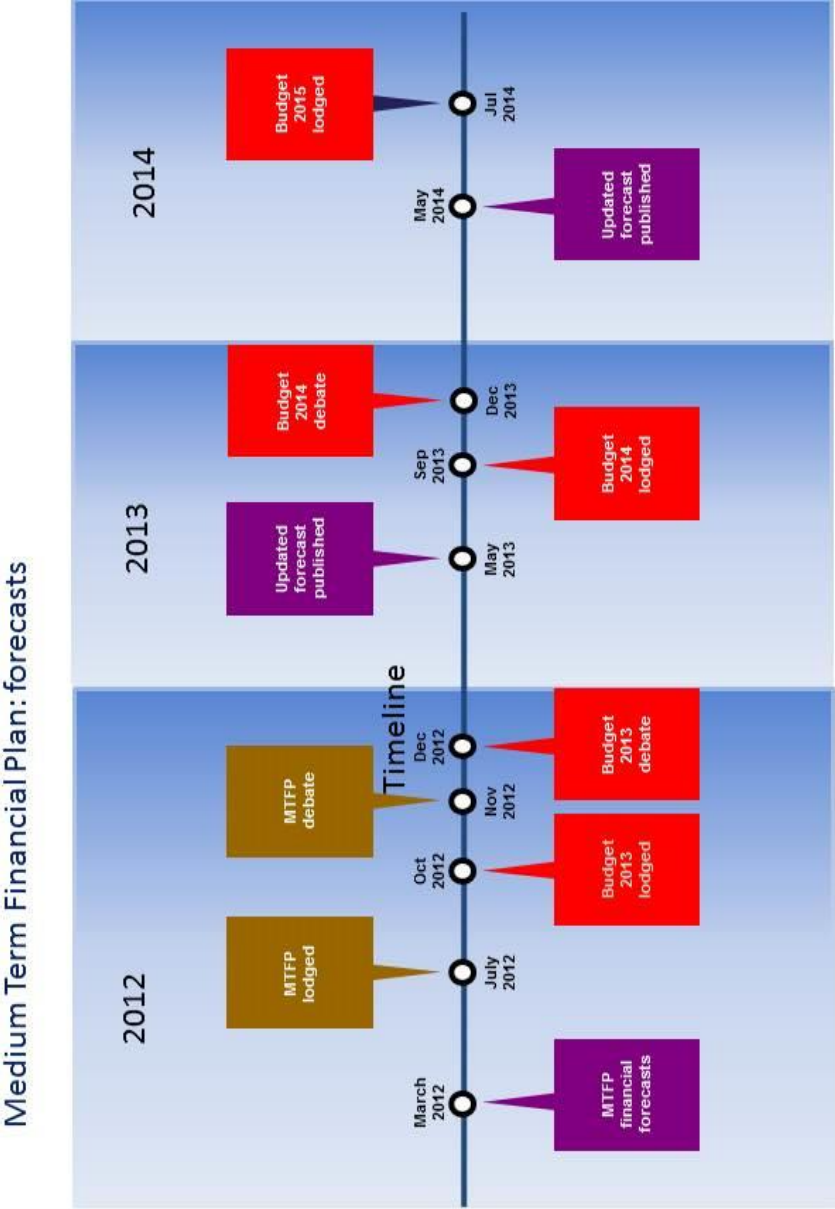 Medium Term Financial Plan: forecasts
2012
2013
2014
MTFP
lodged
MTFP
debate
Updated
forecast
published
Budget
2014
debate
Budget
2015
lodged
Timeline
March
2012
July
2012
Oct
2012
Nov
2012
Dec
2012
May
2013
Sep
2013
Dec
2013
May
2014
Jul
2014
MTFP
financial
forecasts
Budget
2013
lodged
Budget
2013
debate
Budget
2014
lodged
Updated
forecast
published